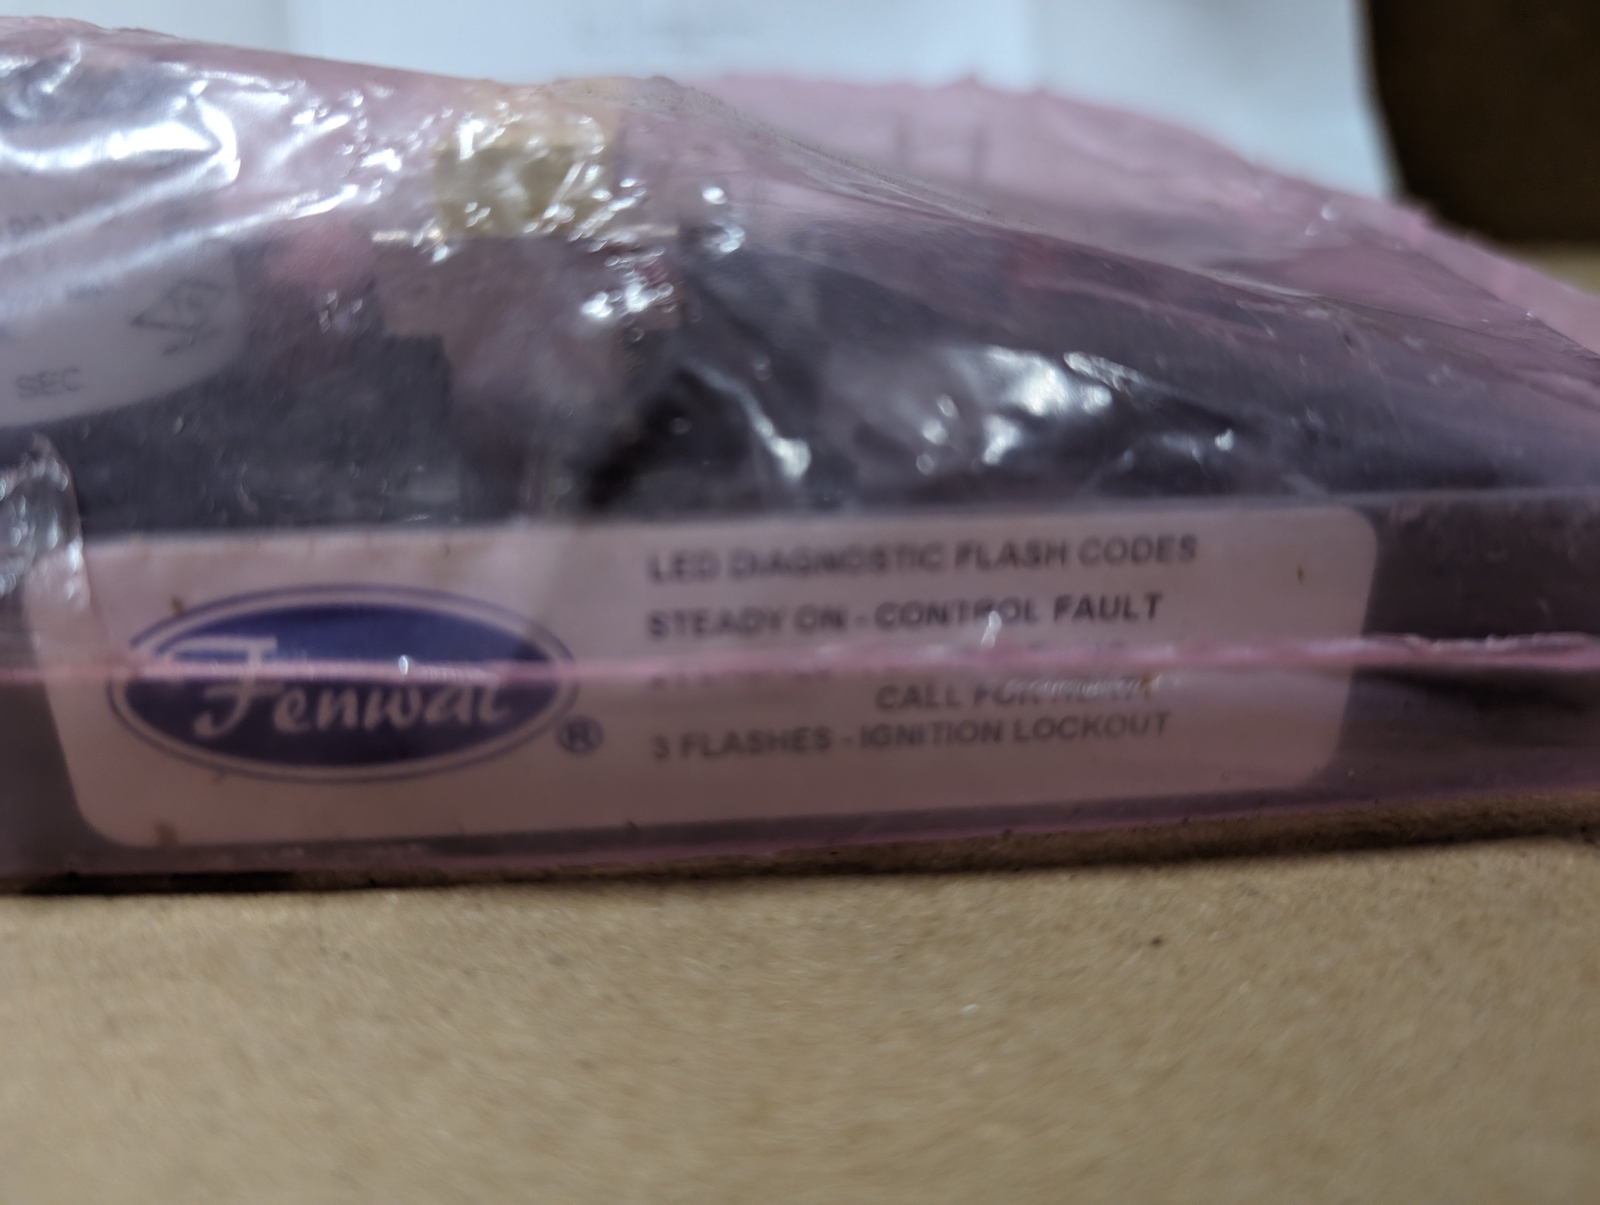 SEC
Fenwal ®
LED DIAGNOSTIC FLASH CODES
STEADY ON - CONTROL FAULT
CALL FOR
3 FLASHES - IGNITION LOCKOUT